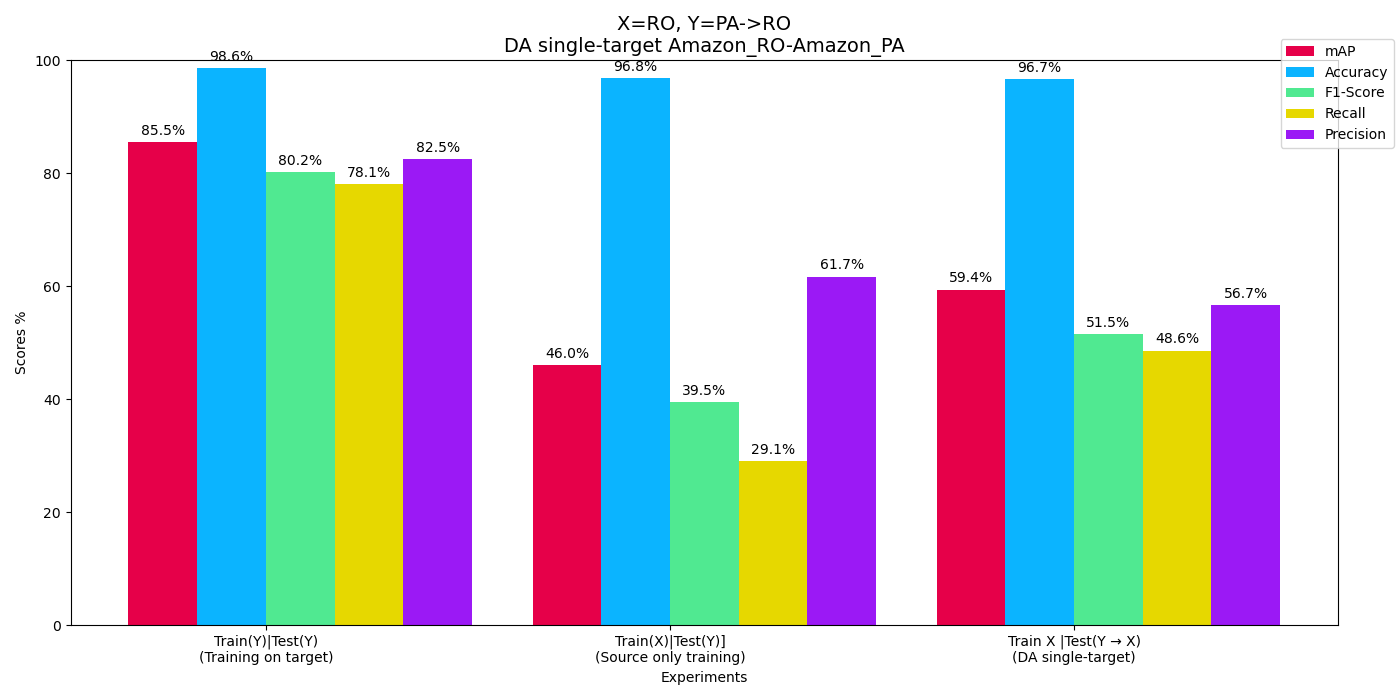 X=RO, Y=PA->RO
DA single-target Amazon_RO-Amazon_PA
mAP
Accuracy
F1-Score
Recall
Precision
Scores %
100
80
60
40
20
0
85.5%
98.6%
80.2%
78.1%
82.5%
46.0%
96.8%
39.5%
29.1%
61.7%
59.4%
96.7%
51.5%
48.6%
56.7%
Train(Y)|Test(Y)
(Training on target)
Train(X)|Test(Y)]
(Source only training)
Train X |Test(Y → X)
(DA single-target)
Experiments